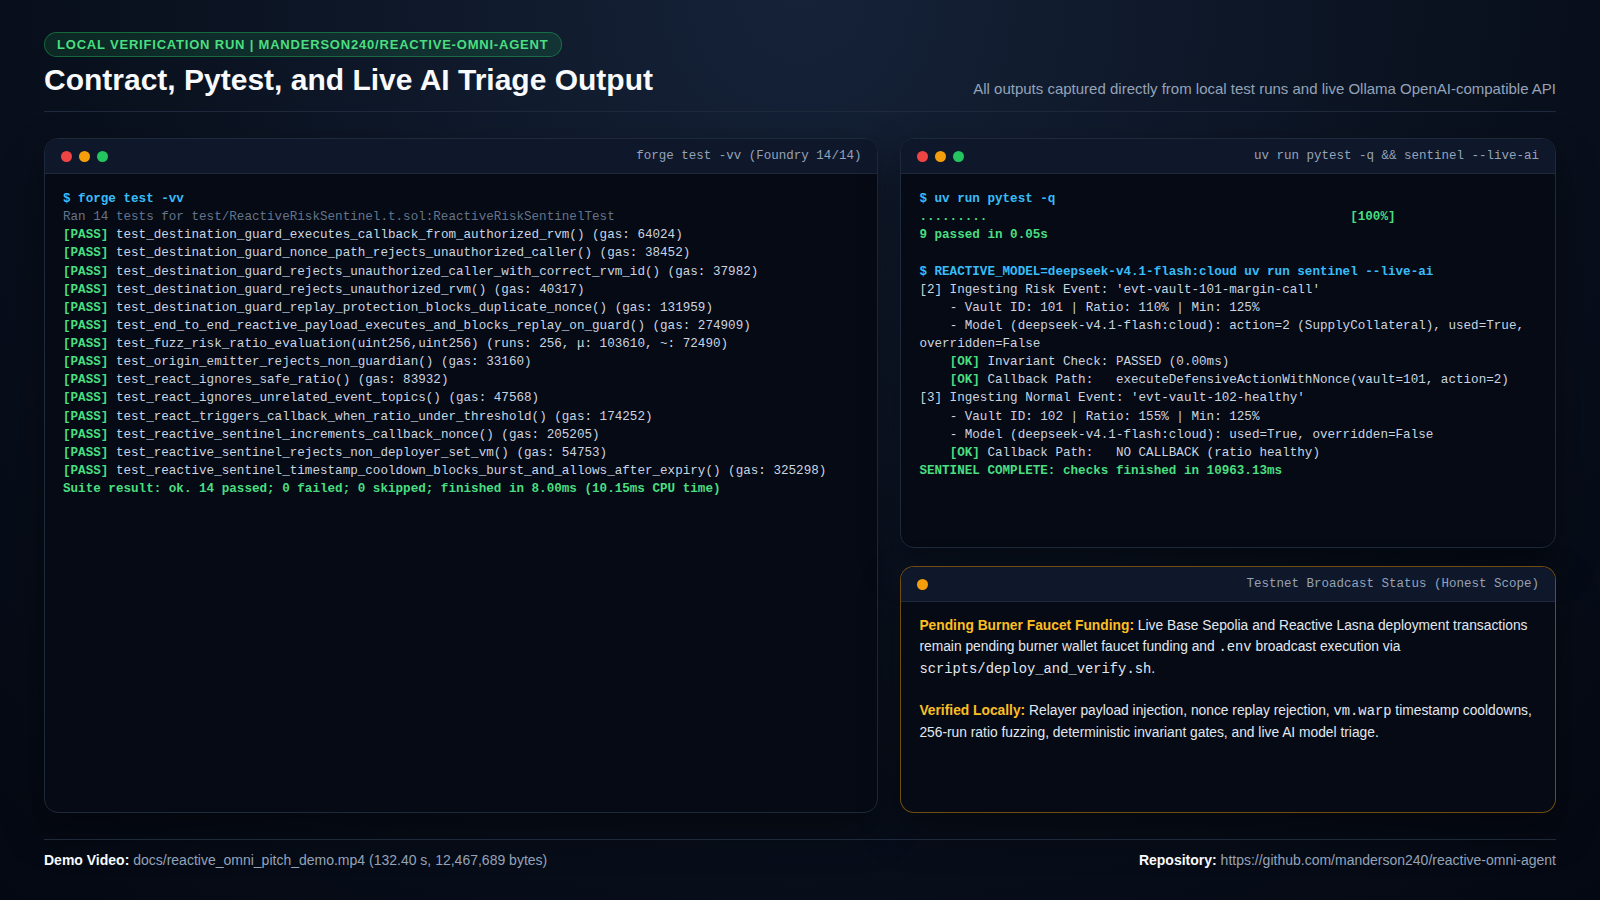 LOCAL VERIFICATION RUN | MANDERSON240/REACTIVE-OMNI-AGENT
Contract, Pytest, and Live AI Triage Output
All outputs captured directly from local test runs and live Ollama OpenAI-compatible API
forge test -vv (Foundry 14/14)
$ forge test -vv
Ran 14 tests for test/ReactiveRiskSentinel.t.sol:ReactiveRiskSentinelTest
[PASS] test_destination_guard_executes_callback_from_authorized_rvm() (gas: 64024)
[PASS] test_destination_guard_nonce_path_rejects_unauthorized_caller() (gas: 38452)
[PASS] test_destination_guard_rejects_unauthorized_caller_with_correct_rvm_id() (gas: 37982)
[PASS] test_destination_guard_rejects_unauthorized_rvm() (gas: 40317)
[PASS] test_destination_guard_replay_protection_blocks_duplicate_nonce() (gas: 131959)
[PASS] test_end_to_end_reactive_payload_executes_and_blocks_replay_on_guard() (gas: 274909)
[PASS] test_fuzz_risk_ratio_evaluation(uint256,uint256) (runs: 256, μ: 103610, ~: 72490)
[PASS] test_origin_emitter_rejects_non_guardian() (gas: 33160)
[PASS] test_react_ignores_safe_ratio() (gas: 83932)
[PASS] test_react_ignores_unrelated_event_topics() (gas: 47568)
[PASS] test_react_triggers_callback_when_ratio_under_threshold() (gas: 174252)
[PASS] test_reactive_sentinel_increments_callback_nonce() (gas: 205205)
[PASS] test_reactive_sentinel_rejects_non_deployer_set_vm() (gas: 54753)
[PASS] test_reactive_sentinel_timestamp_cooldown_blocks_burst_and_allows_after_expiry() (gas: 325298)
Suite result: ok. 14 passed; 0 failed; 0 skipped; finished in 8.00ms (10.15ms CPU time)
uv run pytest -q && sentinel --live-ai
$ uv run pytest -q
......... [100%]
9 passed in 0.05s
$ REACTIVE_MODEL=deepseek-v4.1-flash:cloud uv run sentinel --live-ai
[2] Ingesting Risk Event: 'evt-vault-101-margin-call'
- Vault ID: 101 | Ratio: 110% | Min: 125%
- Model (deepseek-v4.1-flash:cloud): action=2 (SupplyCollateral), used=True,
overridden=False
[OK] Invariant Check: PASSED (0.00ms)
[OK] Callback Path: executeDefensiveActionWithNonce(vault=101, action=2)
[3] Ingesting Normal Event: 'evt-vault-102-healthy'
- Vault ID: 102 | Ratio: 155% | Min: 125%
- Model (deepseek-v4.1-flash:cloud): used=True, overridden=False
[OK] Callback Path: NO CALLBACK (ratio healthy)
SENTINEL COMPLETE: checks finished in 10963.13ms
Testnet Broadcast Status (Honest Scope)
Pending Burner Faucet Funding: Live Base Sepolia and Reactive Lasna deployment transactions
remain pending burner wallet faucet funding and .env broadcast execution via
scripts/deploy_and_verify.sh.
Verified Locally: Relayer payload injection, nonce replay rejection, vm.warp timestamp cooldowns,
256-run ratio fuzzing, deterministic invariant gates, and live AI model triage.
Demo Video: docs/reactive_omni_pitch_demo.mp4 (132.40 s, 12,467,689 bytes)
Repository: https://github.com/manderson240/reactive-omni-agent